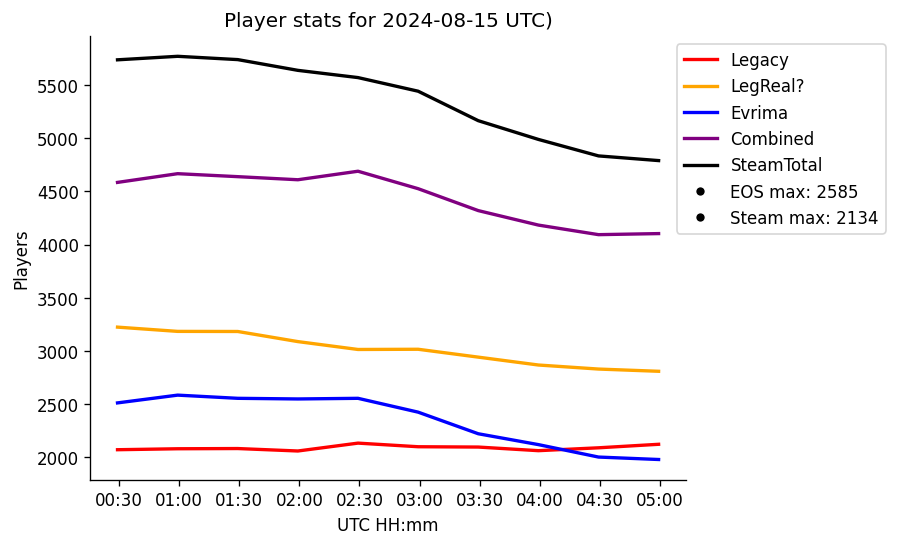 Player stats for 2024-08-15 UTC)
Legacy
LegReal?
Evrima
Combined
SteamTotal
EOS max: 2585
Steam max: 2134
Players
5500
5000
4500
4000
3500
3000
2500
2000
00:30 01:00 01:30 02:00 02:30 03:00 03:30 04:00 04:30 05:00
UTC HH:mm